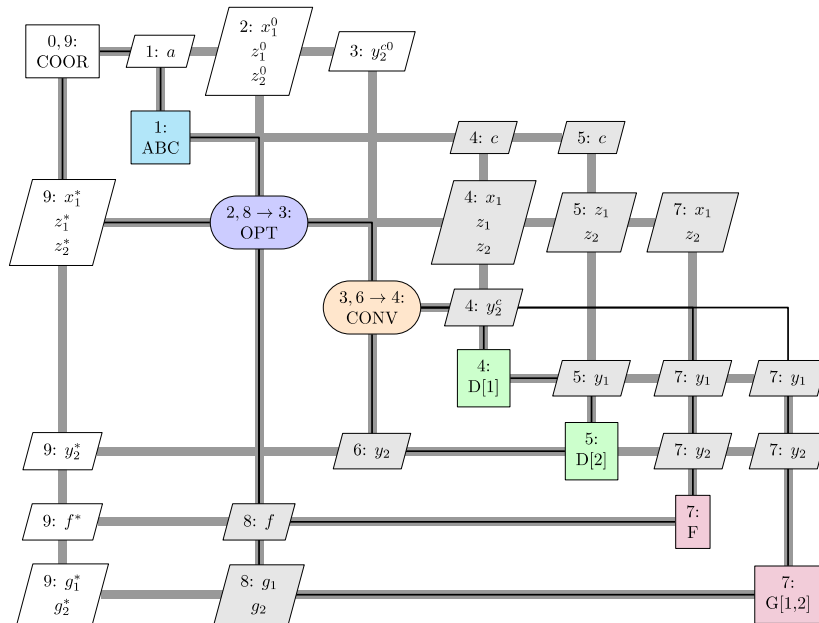 0, 9:
COOR
1: a
2: x_1^0
z_1^0
z_2^0
3: y_2^{c0}
1:
ABC
4: c
5: c
9: x_1^*
z_1^*
z_2^*
2, 8 → 3:
OPT
4: x_1
z_1
z_2
5: z_1
z_2
7: x_1
z_2
3, 6 → 4:
CONV
4: y_2^c
4:
D[1]
5: y_1
7: y_1
7: y_1
9: y_2^*
6: y_2
5:
D[2]
7: y_2
7: y_2
9: f^*
8: f
7:
F
9: g_1^*
g_2^*
8: g_1
g_2
7:
G[1,2]